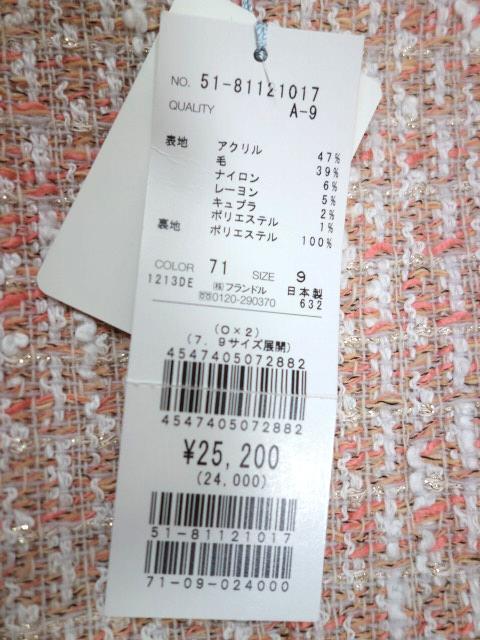 NO. 51-81121017
QUALITY A-9
表地 アクリル 47%
毛 39%
ナイロン 6%
レーヨン 5%
キュプラ 2%
ポリエステル 1%
裏地 ポリエステル 100%
COLOR 71 SIZE 9
1213DE ㈱フランドル 日本製
0120-290370 632
(0×2)
(7.9サイズ展開)
4547405072882
4547405072882
¥25,200
(24,000)
51-81121017
71-09-024000